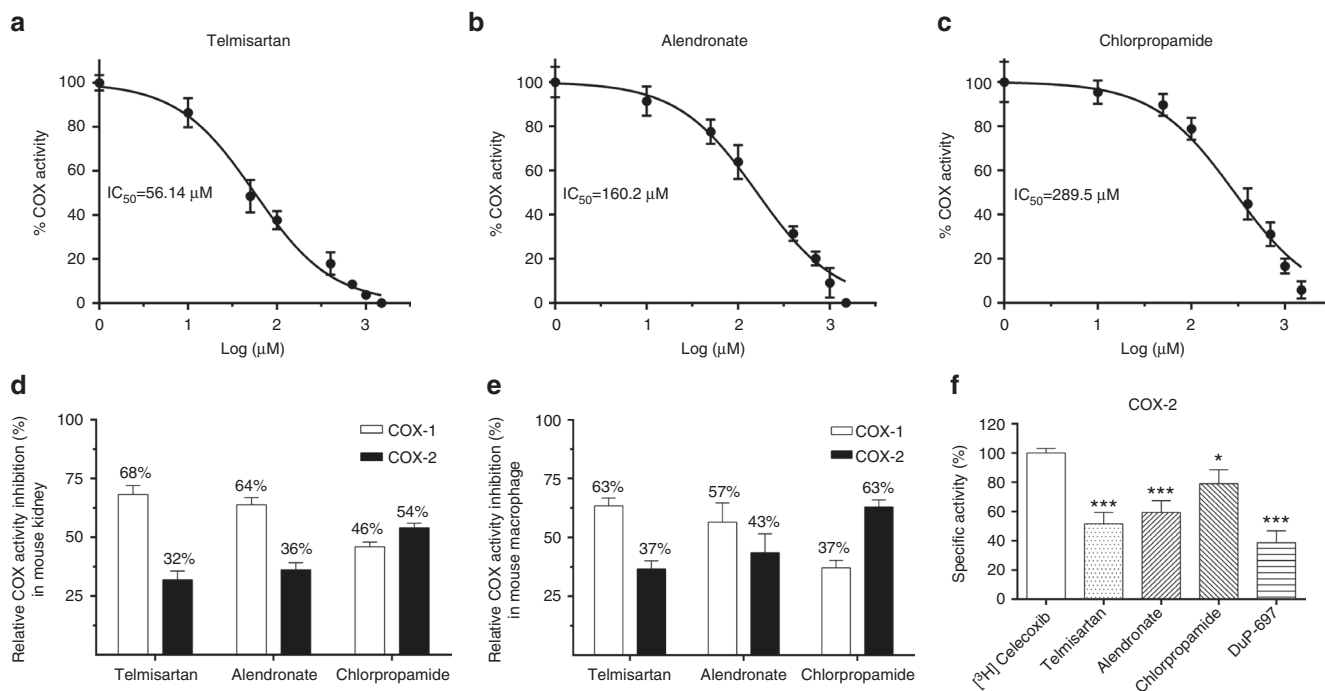 a
Telmisartan
100
80
60
40
20
0
% COX activity
IC50=56.14 μM
0 1 2 3
Log (μM)
b
Alendronate
100
80
60
40
20
0
% COX activity
IC50=160.2 μM
0 1 2 3
Log (μM)
c
Chlorpropamide
100
80
60
40
20
0
% COX activity
IC50=289.5 μM
0 1 2 3
Log (μM)
d
Relative COX activity inhibition (%)
in mouse kidney
100
75
50
25
COX-1
COX-2
68%
32%
64%
36%
46%
54%
Telmisartan Alendronate Chlorpropamide
e
Relative COX activity inhibition (%)
in mouse macrophage
100
75
50
25
COX-1
COX-2
63%
37%
57%
43%
37%
63%
Telmisartan Alendronate Chlorpropamide
f
COX-2
Specific activity (%)
120
100
80
60
40
20
0
***
***
*
***
[³H] Celecoxib
Telmisartan
Alendronate
Chlorpropamide
DuP-697